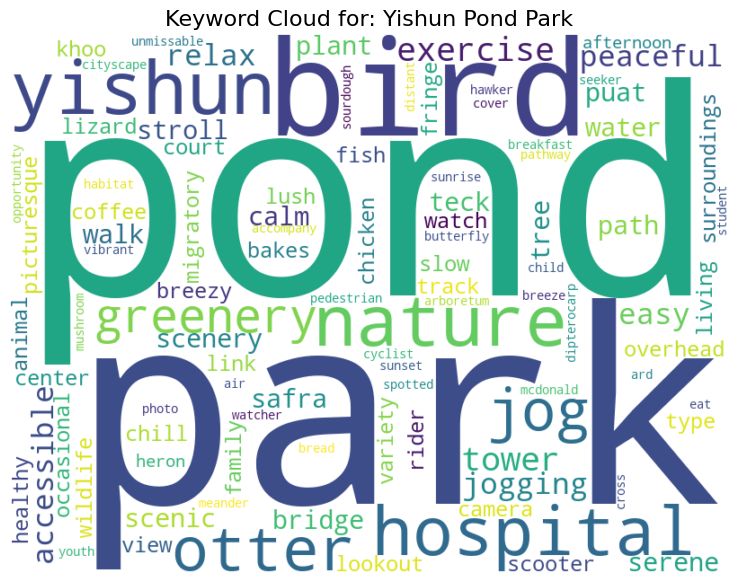 Keyword Cloud for: Yishun Pond Park
khoo
unmissable
cityscape
relax
plant
exercise
afternoon
peaceful
yishun
bird
sourdough
distant
fringe
hawker
cover
seeker
puat
lizard
stroll
court
fish
water
breakfast
pathway
surroundings
student
opportunity
picturesque
pond
habitat
coffee
walk
vibrant
migratory
lush
calm
accompany
bakes
chicken
sunrise
teck
watch
butterfly
tree
path
child
slow
track
living
breezy
pedestrian
arboretum
breeze
dipterocarp
mushroom
greenery
nature
easy
animal
scenery
link
cyclist
overhead
center
air
sunset
spotted
mcdonald
ard
eat
park
photo
safra
watcher
jog
type
accessible
healthy
occasional
wildlife
chill
heron
family
bread
variety
rider
tower
jogging
cross
meander
scenic
bridge
camera
youth
view
otter
lookout
hospital
scooter
serene